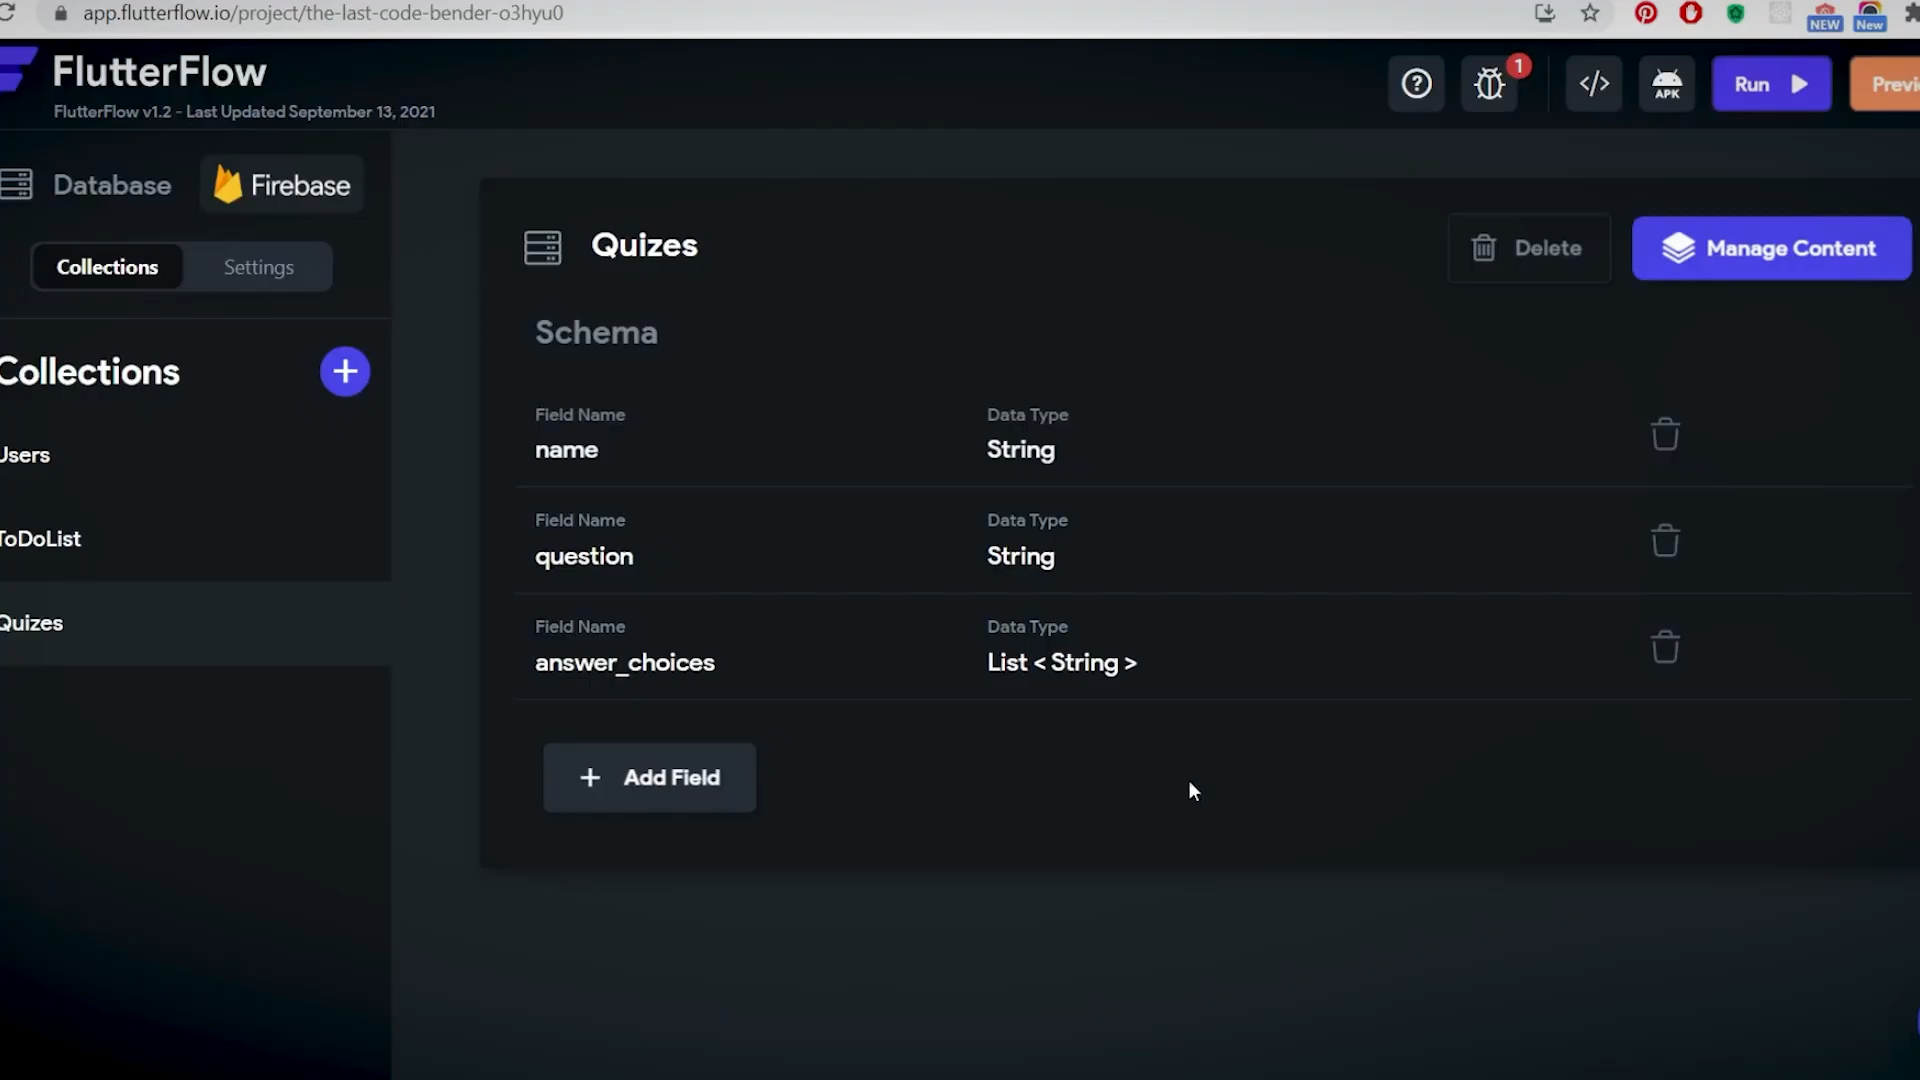 app.flutterflow.io/project/the-last-code-bender-o3hyu0
NEW
New
FlutterFlow
FlutterFlow v1.2 - Last Updated September 13, 2021
?
1
</>
APK
Run
Previ
Database
Firebase
Collections
Settings
Quizes
Delete
Manage Content
Schema
Collections
Users
ToDoList
Quizes
Field Name
Data Type
name
String
Field Name
Data Type
question
String
Field Name
Data Type
answer_choices
List < String >
+ Add Field